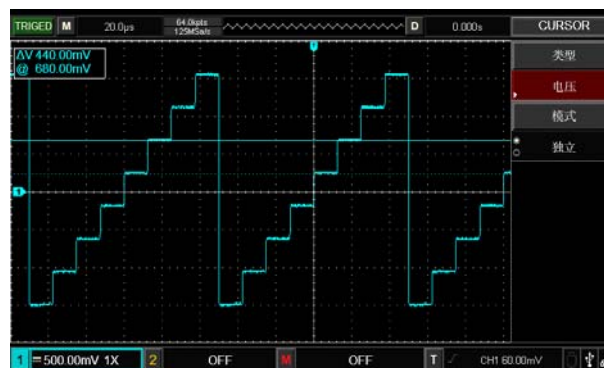 TRIGED M 20.0μs 64.0kpts D 0.000s CURSOR
125MSa/s
ΔV 440.00mV
@ 680.00mV
类型
电压
模式
独立
1
1 500.00mV 1X 2 OFF M OFF T CH1 60.00mV